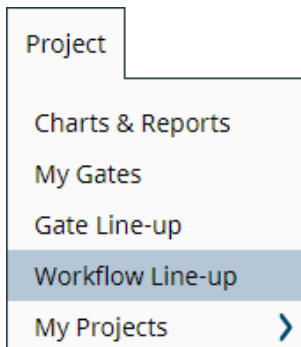 Project
Charts & Reports
My Gates
Gate Line-up
Workflow Line-up
My Projects